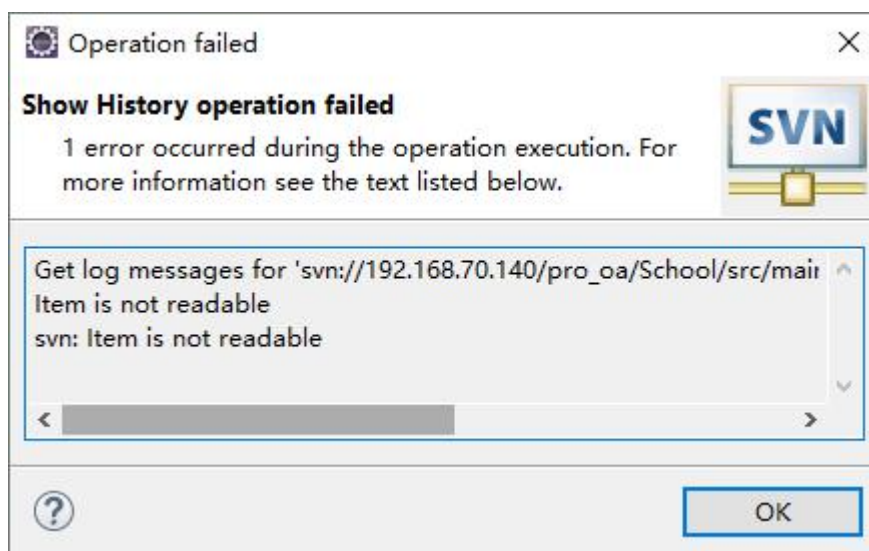 Operation failed
Show History operation failed
1 error occurred during the operation execution. For
more information see the text listed below.
SVN
Get log messages for 'svn://192.168.70.140/pro_oa/School/src/mair
Item is not readable
svn: Item is not readable
OK